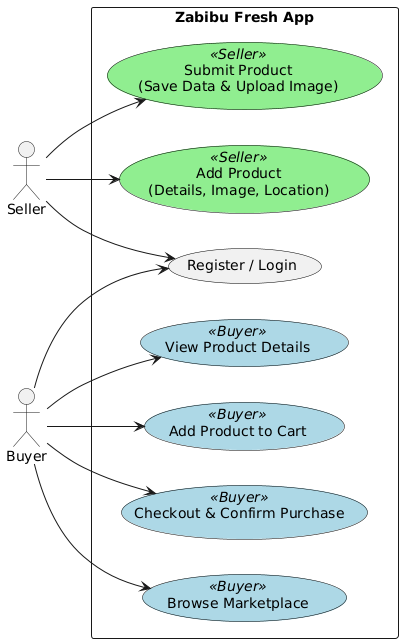 Zabibu Fresh App
«Seller»
Submit Product
(Save Data & Upload Image)
«Seller»
Add Product
(Details, Image, Location)
Seller
Register / Login
«Buyer»
View Product Details
«Buyer»
Add Product to Cart
Buyer
«Buyer»
Checkout & Confirm Purchase
«Buyer»
Browse Marketplace